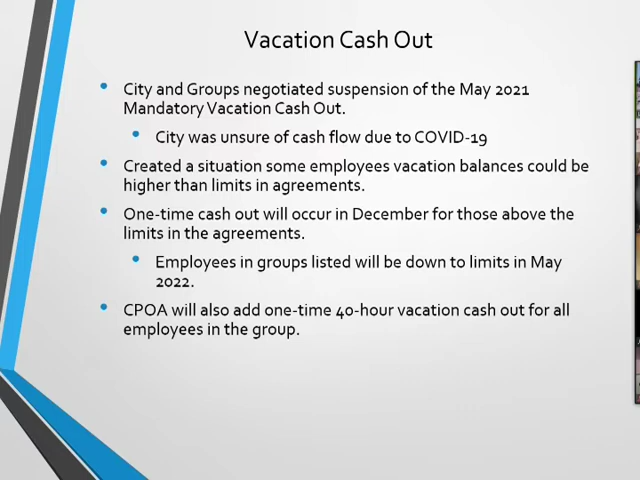 Vacation Cash Out
City and Groups negotiated suspension of the May 2021
Mandatory Vacation Cash Out.
City was unsure of cash flow due to COVID-19
Created a situation some employees vacation balances could be
higher than limits in agreements.
One-time cash out will occur in December for those above the
limits in the agreements.
Employees in groups listed will be down to limits in May
2022.
CPOA will also add one-time 40-hour vacation cash out for all
employees in the group.